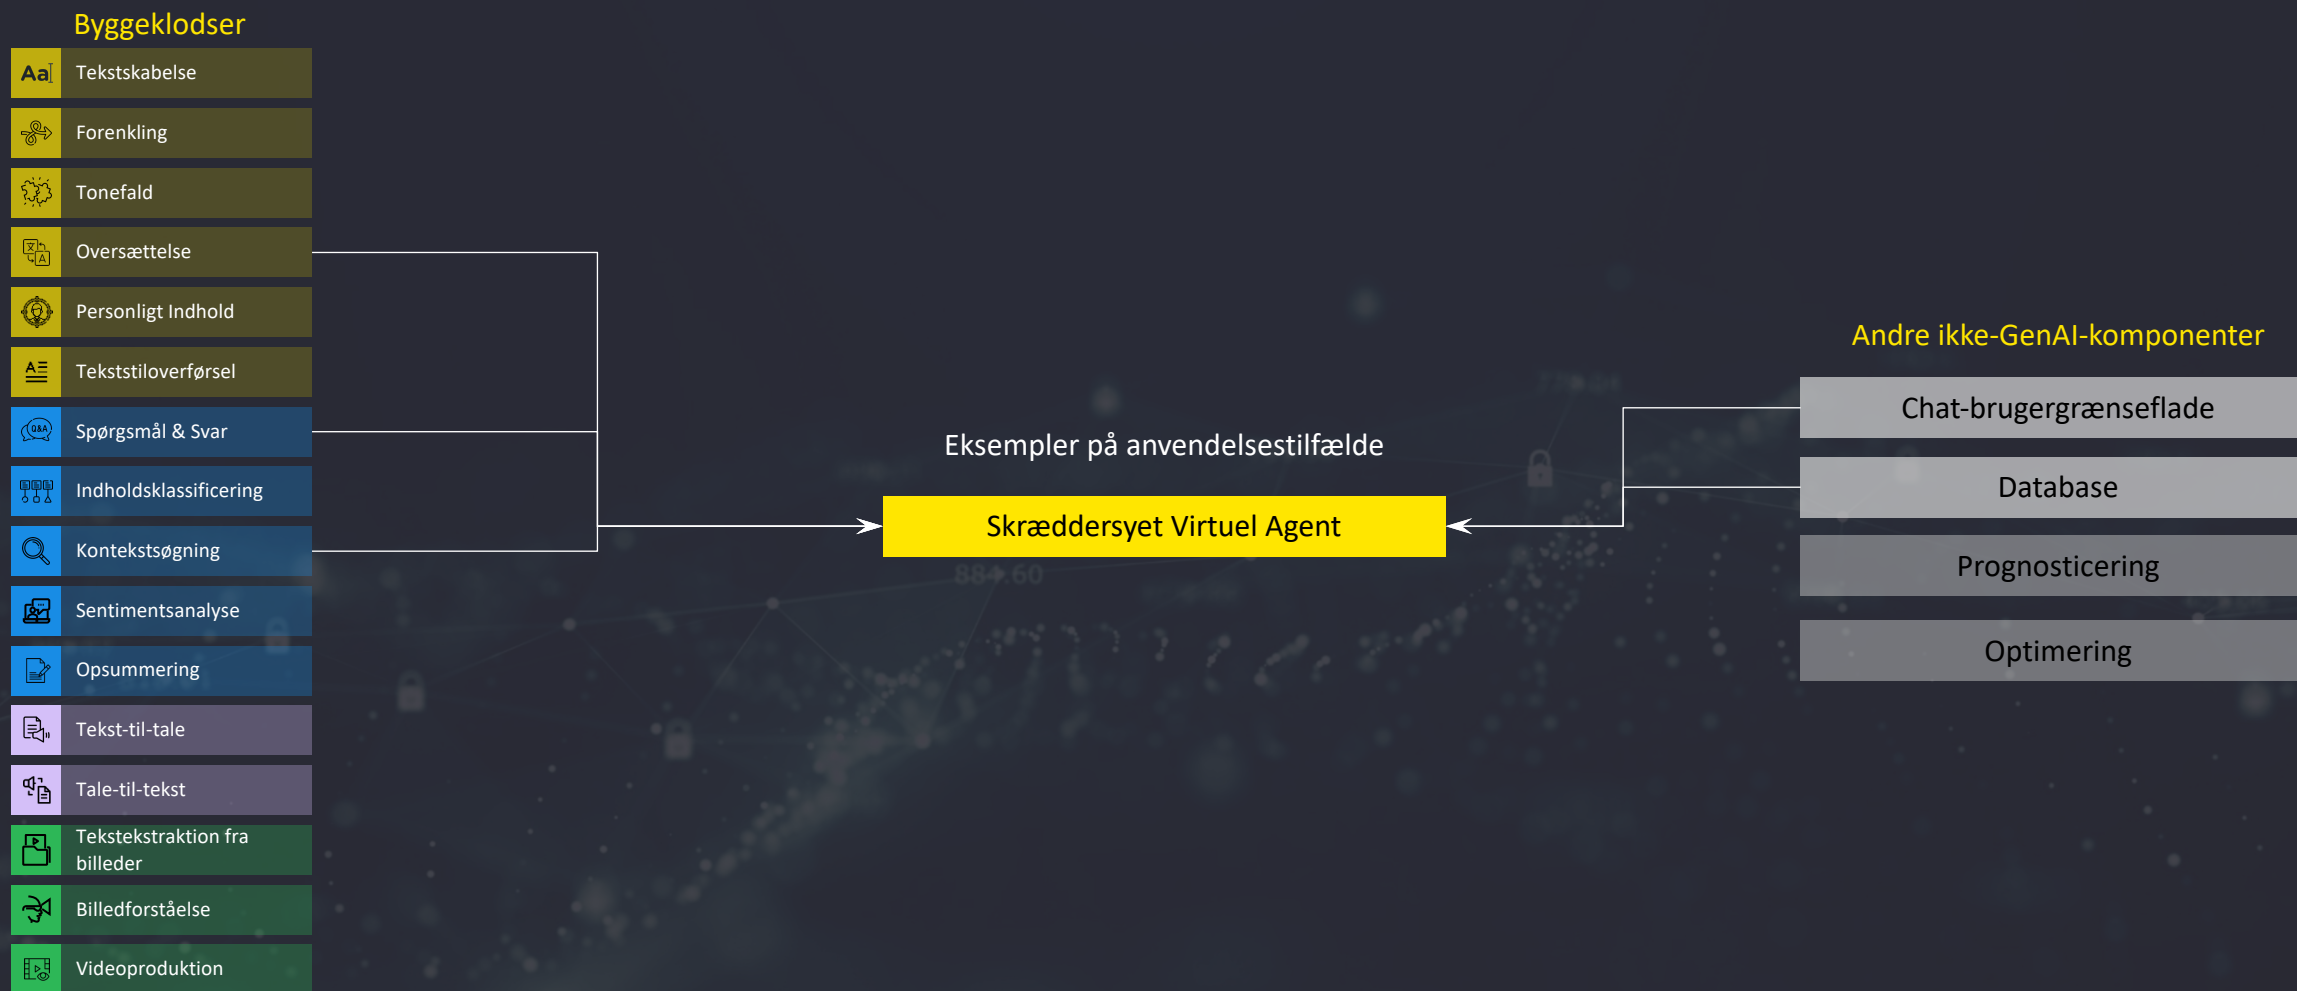 Byggeklodser
Tekstskabelse
Forenkling
Tonefald
Oversættelse
Personligt Indhold
Tekststiloverførsel
Spørgsmål & Svar
Indholdsklassificering
Kontekstsøgning
Sentimentsanalyse
Opsummering
Tekst-til-tale
Tale-til-tekst
Tekstekstraktion fra
billeder
Billedforståelse
Videoproduktion
Eksempler på anvendelsestilfælde
Skræddersyet Virtuel Agent
884.60
Andre ikke-GenAI-komponenter
Chat-brugergrænseflade
Database
Prognosticering
Optimering